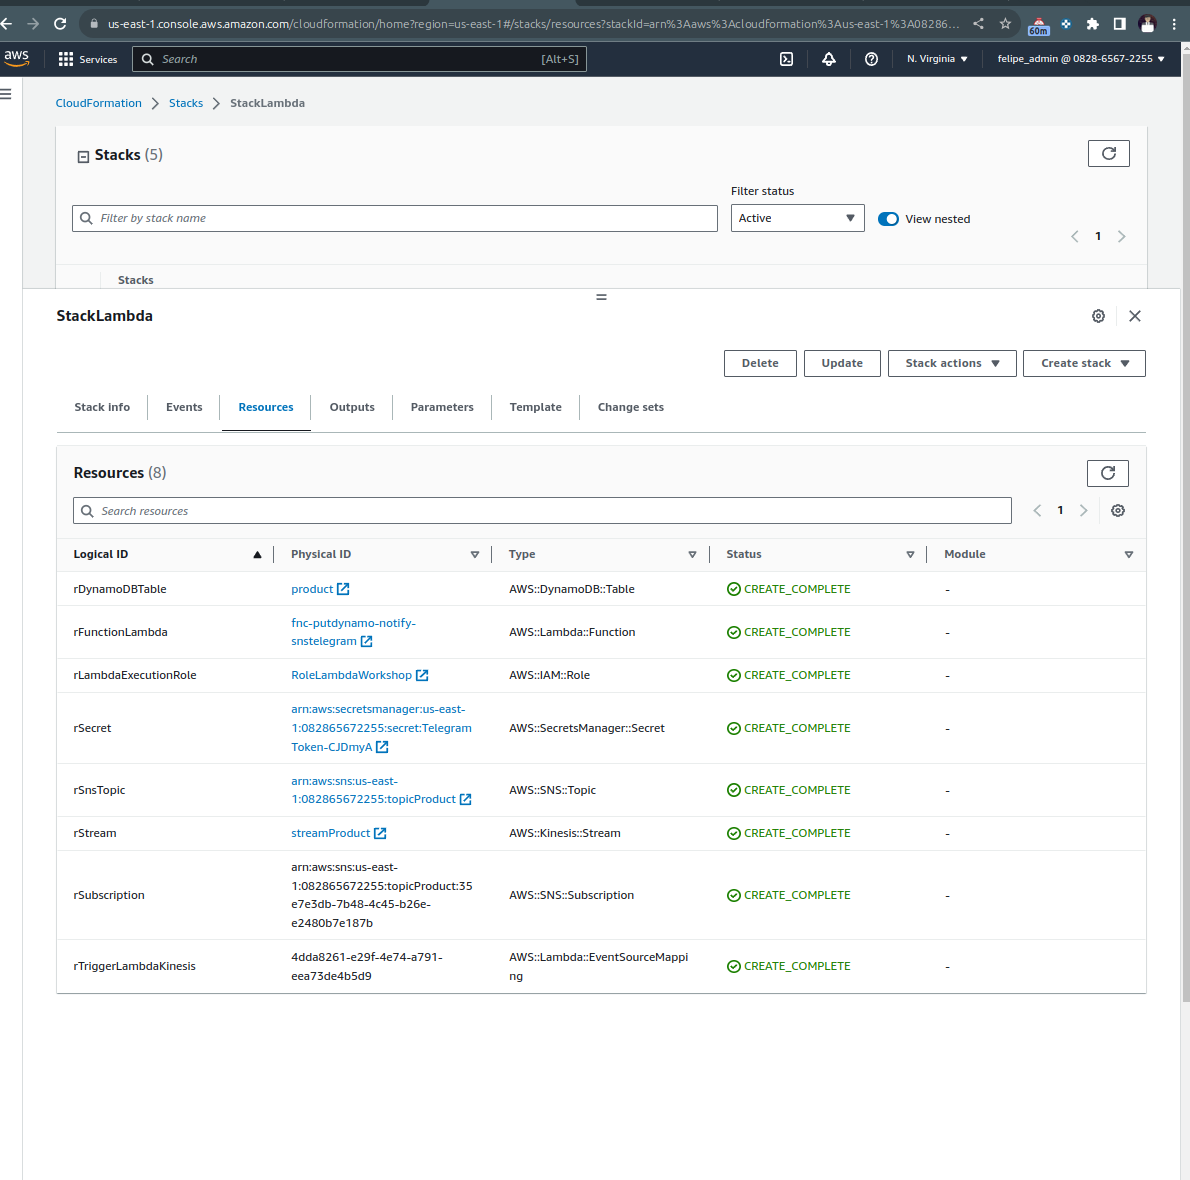 us-east-1.console.aws.amazon.com/cloudformation/home?region=us-east-1#/stacks/resources?stackId=arn%3Aaws%3Acloudformation%3Aus-east-1%3A08286...
60m
aws
Services
Search
[Alt+S]
N. Virginia
felipe_admin @ 0828-6567-2255
CloudFormation
Stacks
StackLambda
Stacks (5)
Filter status
Filter by stack name
Active
View nested
1
Stacks
StackLambda
Delete
Update
Stack actions
Create stack
Stack info
Events
Resources
Outputs
Parameters
Template
Change sets
Resources (8)
Search resources
1
Logical ID
Physical ID
Type
Status
Module
rDynamoDBTable
product
AWS::DynamoDB::Table
CREATE_COMPLETE
-
rFunctionLambda
fnc-putdynamo-notify-
snstelegram
AWS::Lambda::Function
CREATE_COMPLETE
-
rLambdaExecutionRole
RoleLambdaWorkshop
AWS::IAM::Role
CREATE_COMPLETE
-
rSecret
arn:aws:secretsmanager:us-east-
1:082865672255:secret:Telegram
Token-CJDmyA
AWS::SecretsManager::Secret
CREATE_COMPLETE
-
rSnsTopic
arn:aws:sns:us-east-
1:082865672255:topicProduct
AWS::SNS::Topic
CREATE_COMPLETE
-
rStream
streamProduct
AWS::Kinesis::Stream
CREATE_COMPLETE
-
rSubscription
arn:aws:sns:us-east-
1:082865672255:topicProduct:35
e7e3db-7b48-4c45-b26e-
e2480b7e187b
AWS::SNS::Subscription
CREATE_COMPLETE
-
rTriggerLambdaKinesis
4dda8261-e29f-4e74-a791-
eea73de4b5d9
AWS::Lambda::EventSourceMappi
ng
CREATE_COMPLETE
-